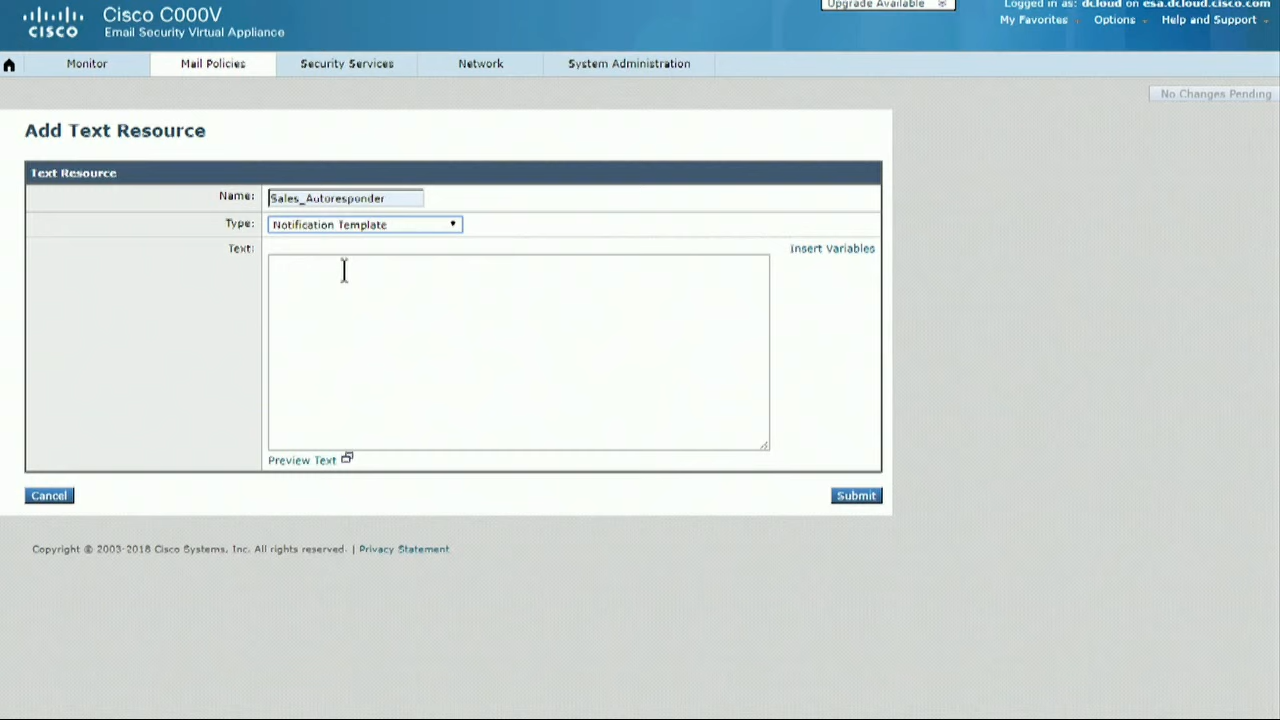 Upgrade Available
Logged in as: dcloud on esa.dcloud.cisco.com
cisco
Cisco C000V
Email Security Virtual Appliance
My Favorites
Options
Help and Support
Monitor
Mail Policies
Security Services
Network
System Administration
No Changes Pending
Add Text Resource
Text Resource
Name:
Sales_Autoresponder
Type:
Notification Template
Text:
Insert Variables
Preview Text
Cancel
Submit
Copyright © 2003-2018 Cisco Systems, Inc. All rights reserved. | Privacy Statement